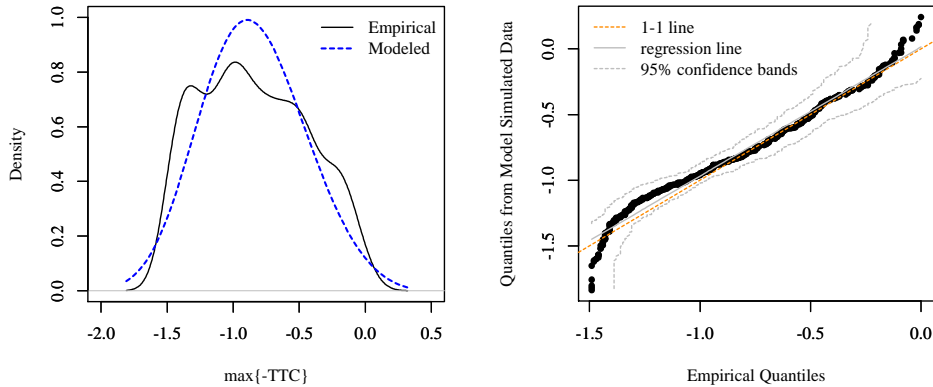 Empirical
Modeled
Density
0.0
0.2
0.4
0.6
0.8
1.0
-2.0 -1.5 -1.0 -0.5 0.0 0.5
max{-TTC}
1-1 line
regression line
95% confidence bands
Quantiles from Model Simulated Data
0.0
-0.5
-1.0
-1.5
-1.5 -1.0 -0.5 0.0
Empirical Quantiles